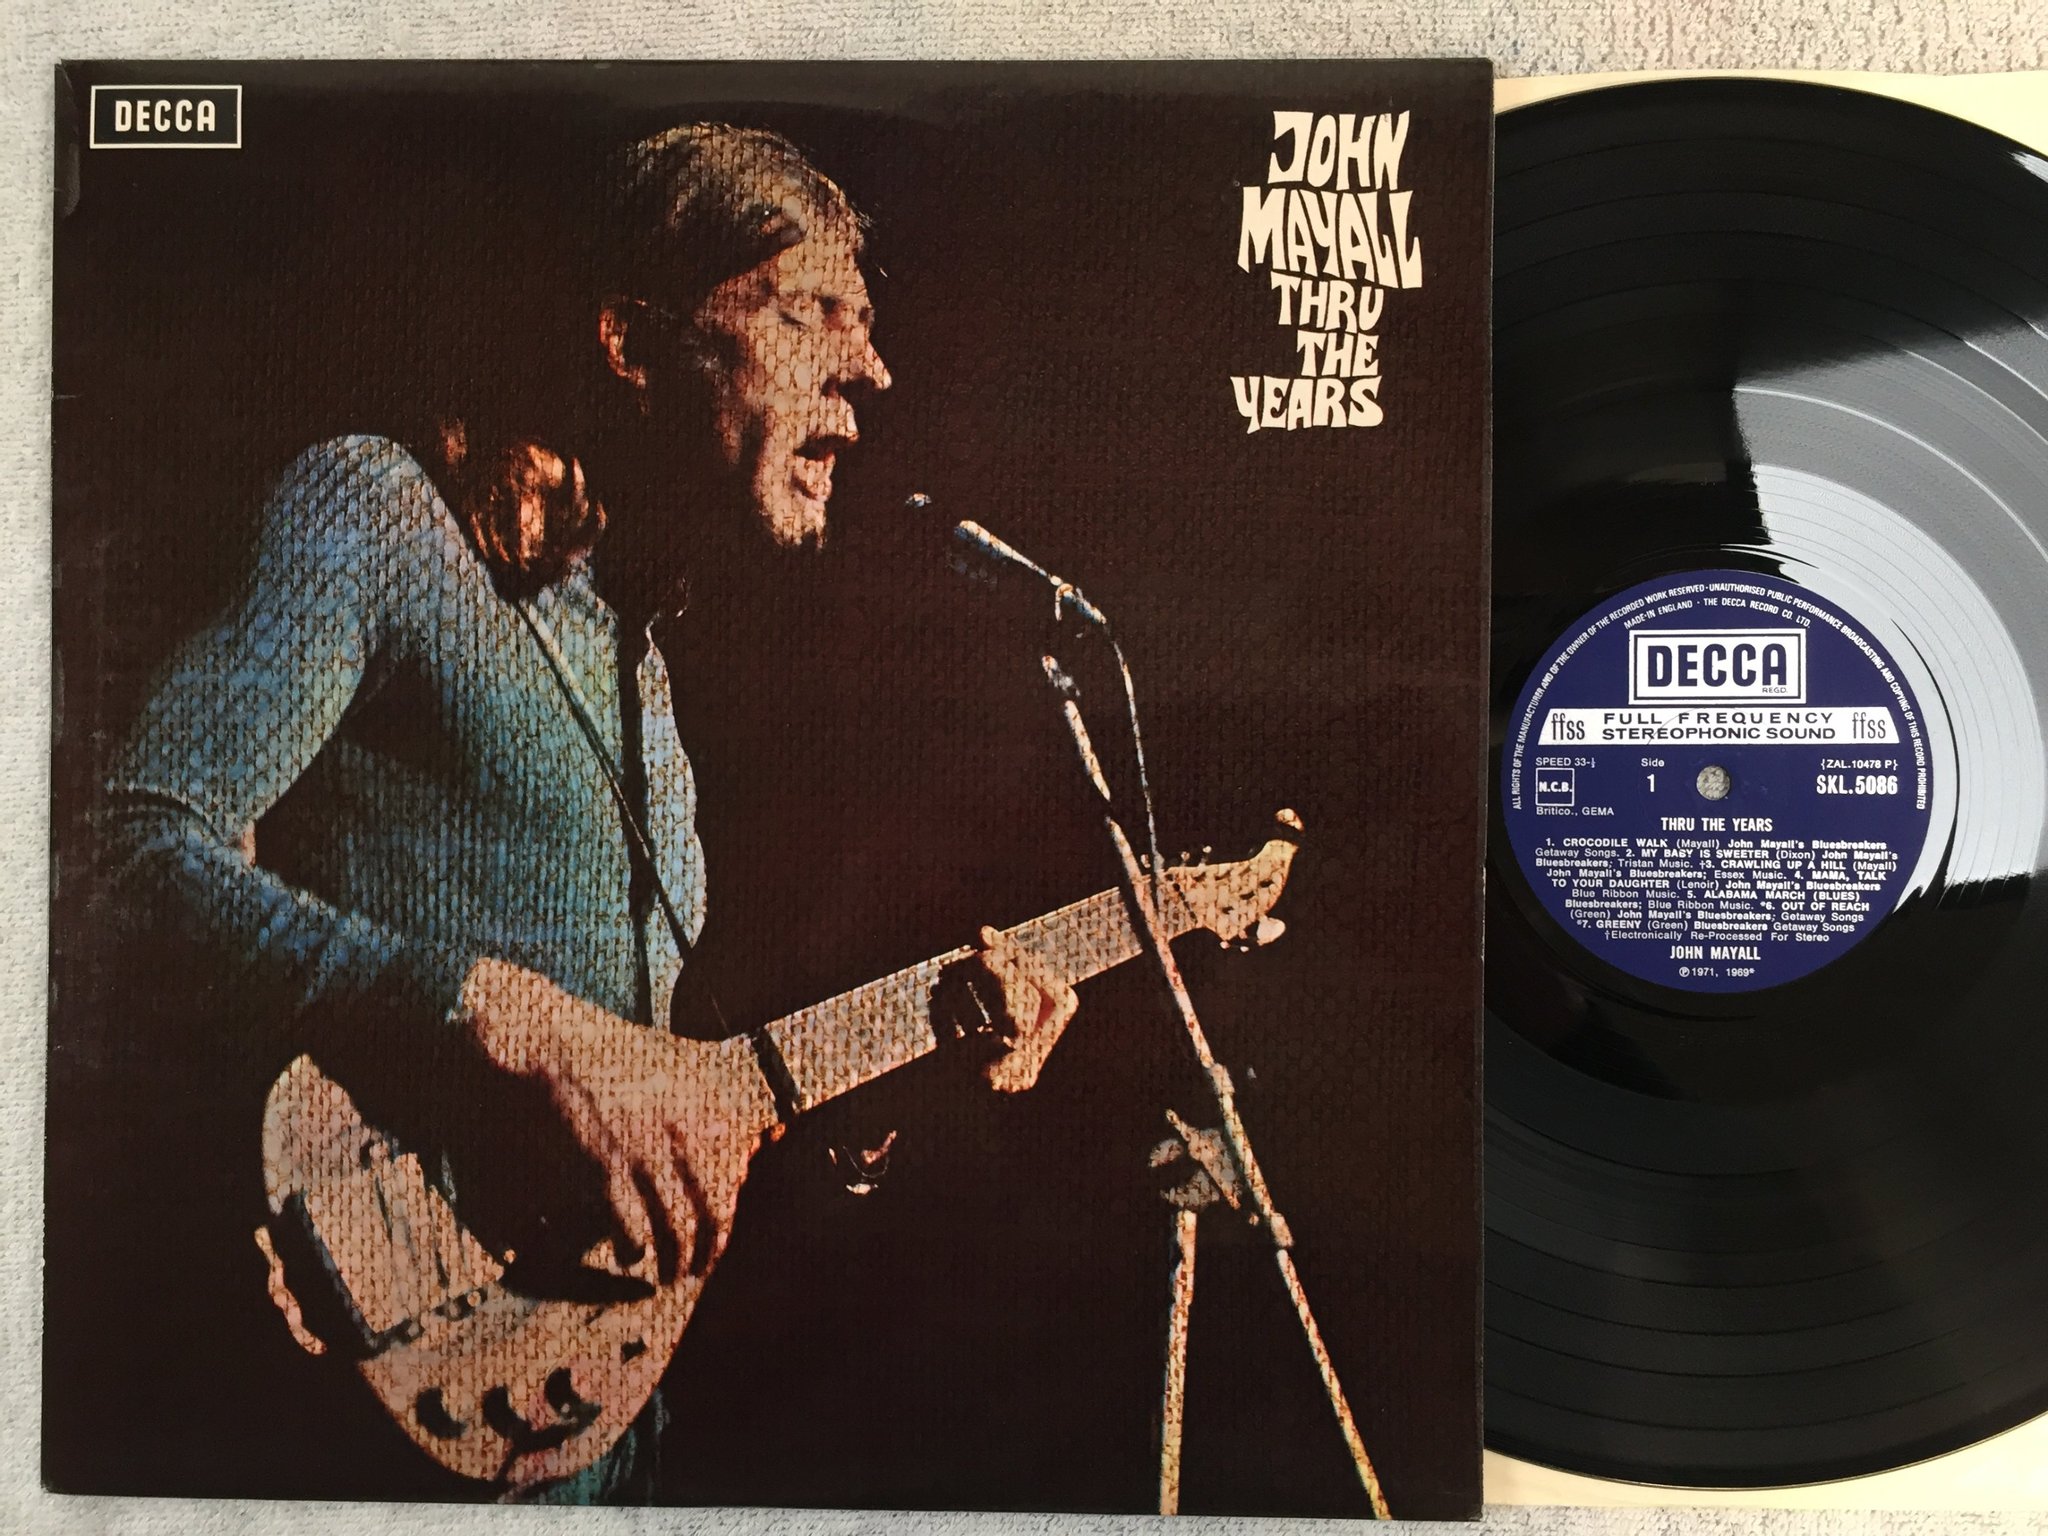 DECCA
JOHN
MAYALL
THRU
THE
YEARS
ALL RIGHTS OF THE MANUFACTURER AND OF THE OWNER OF THE RECORDED WORK RESERVED · UNAUTHORISED PUBLIC PERFORMANCE BROADCASTING AND COPYING OF THIS RECORD PROHIBITED
MADE IN ENGLAND · THE DECCA RECORD CO. LTD.
DECCA
REGD.
ffss FULL FREQUENCY STEREOPHONIC SOUND ffss
SPEED 33-⅓ Side {ZAL.10478 P}
N.C.B. 1 SKL.5086
Britico., GEMA
THRU THE YEARS
1. CROCODILE WALK (Mayall) John Mayall's Bluesbreakers
Getaway Songs. 2. MY BABY IS SWEETER (Dixon) John Mayall's
Bluesbreakers; Tristan Music. †3. CRAWLING UP A HILL (Mayall)
John Mayall's Bluesbreakers; Essex Music. 4. MAMA, TALK
TO YOUR DAUGHTER (Lenoir) John Mayall's Bluesbreakers
Blue Ribbon Music. 5. ALABAMA MARCH (BLUES)
Bluesbreakers; Blue Ribbon Music. *6. OUT OF REACH
(Green) John Mayall's Bluesbreakers; Getaway Songs
*7. GREENY (Green) Bluesbreakers Getaway Songs
†Electronically Re-Processed For Stereo
JOHN MAYALL
℗ 1971, 1969*